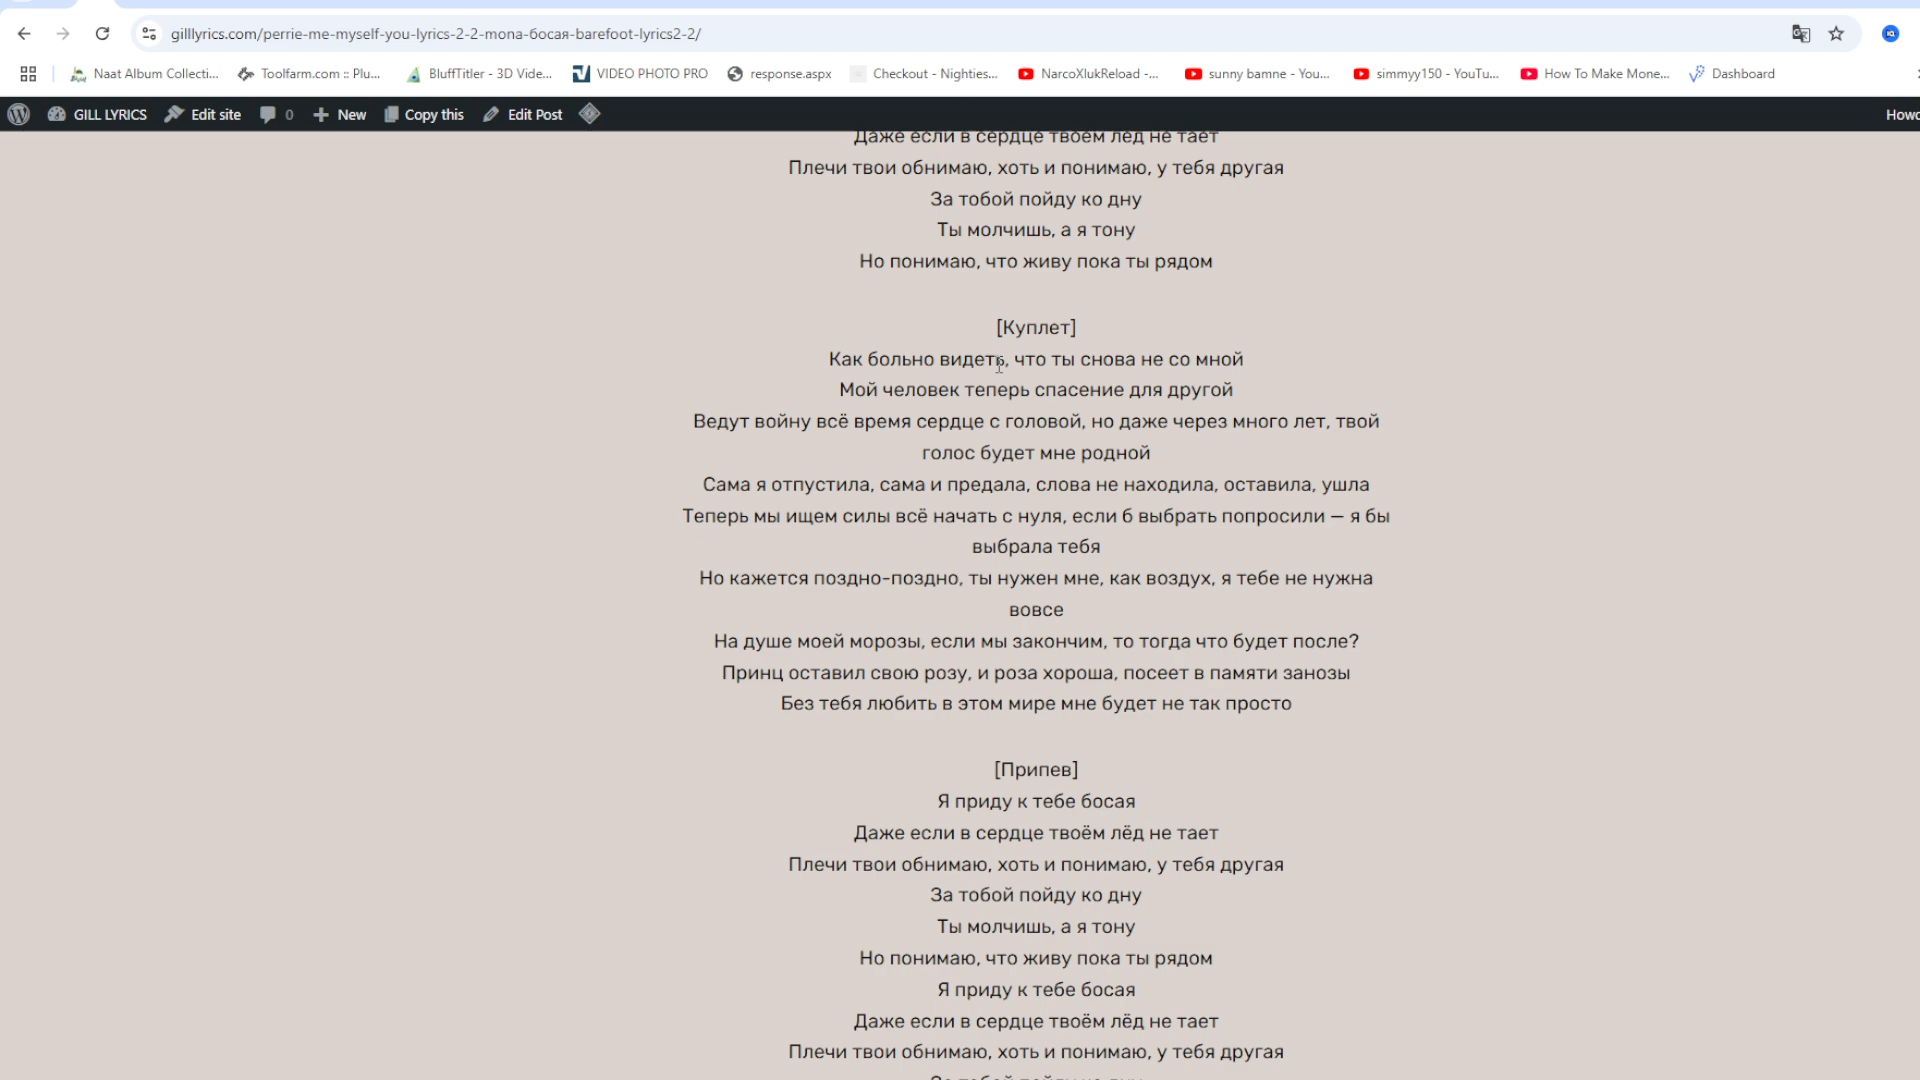 gilllyrics.com/perrie-me-myself-you-lyrics-2-2-mona-босая-barefoot-lyrics2-2/
Naat Album Collecti... Toolfarm.com :: Plu... BluffTitler - 3D Vide... VIDEO PHOTO PRO response.aspx Checkout - Nighties... NarcoXlukReload -... sunny bamne - You... simmyy150 - YouTu... How To Make Mone... Dashboard
GILL LYRICS Edit site 0 New Copy this Edit Post Howd
Даже если в сердце твоём лёд не тает
Плечи твои обнимаю, хоть и понимаю, у тебя другая
За тобой пойду ко дну
Ты молчишь, а я тону
Но понимаю, что живу пока ты рядом
[Куплет]
Как больно видеть, что ты снова не со мной
Мой человек теперь спасение для другой
Ведут войну всё время сердце с головой, но даже через много лет, твой
голос будет мне родной
Сама я отпустила, сама и предала, слова не находила, оставила, ушла
Теперь мы ищем силы всё начать с нуля, если б выбрать попросили — я бы
выбрала тебя
Но кажется поздно-поздно, ты нужен мне, как воздух, я тебе не нужна
вовсе
На душе моей морозы, если мы закончим, то тогда что будет после?
Принц оставил свою розу, и роза хороша, посеет в памяти занозы
Без тебя любить в этом мире мне будет не так просто
[Припев]
Я приду к тебе босая
Даже если в сердце твоём лёд не тает
Плечи твои обнимаю, хоть и понимаю, у тебя другая
За тобой пойду ко дну
Ты молчишь, а я тону
Но понимаю, что живу пока ты рядом
Я приду к тебе босая
Даже если в сердце твоём лёд не тает
Плечи твои обнимаю, хоть и понимаю, у тебя другая
За тобой пойду ко дну